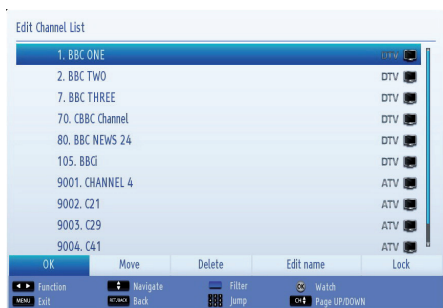 Edit Channel List
1. BBC ONE DTV
2. BBC TWO DTV
7. BBC THREE DTV
70. CBBC Channel DTV
80. BBC NEWS 24 DTV
105. BBCi DTV
9001. CHANNEL 4 ATV
9002. C21 ATV
9003. C29 ATV
9004. C41 ATV
OK Move Delete Edit name Lock
Function Navigate Filter OK Watch
MENU Exit RET./BACK Back Jump CH Page UP/DOWN